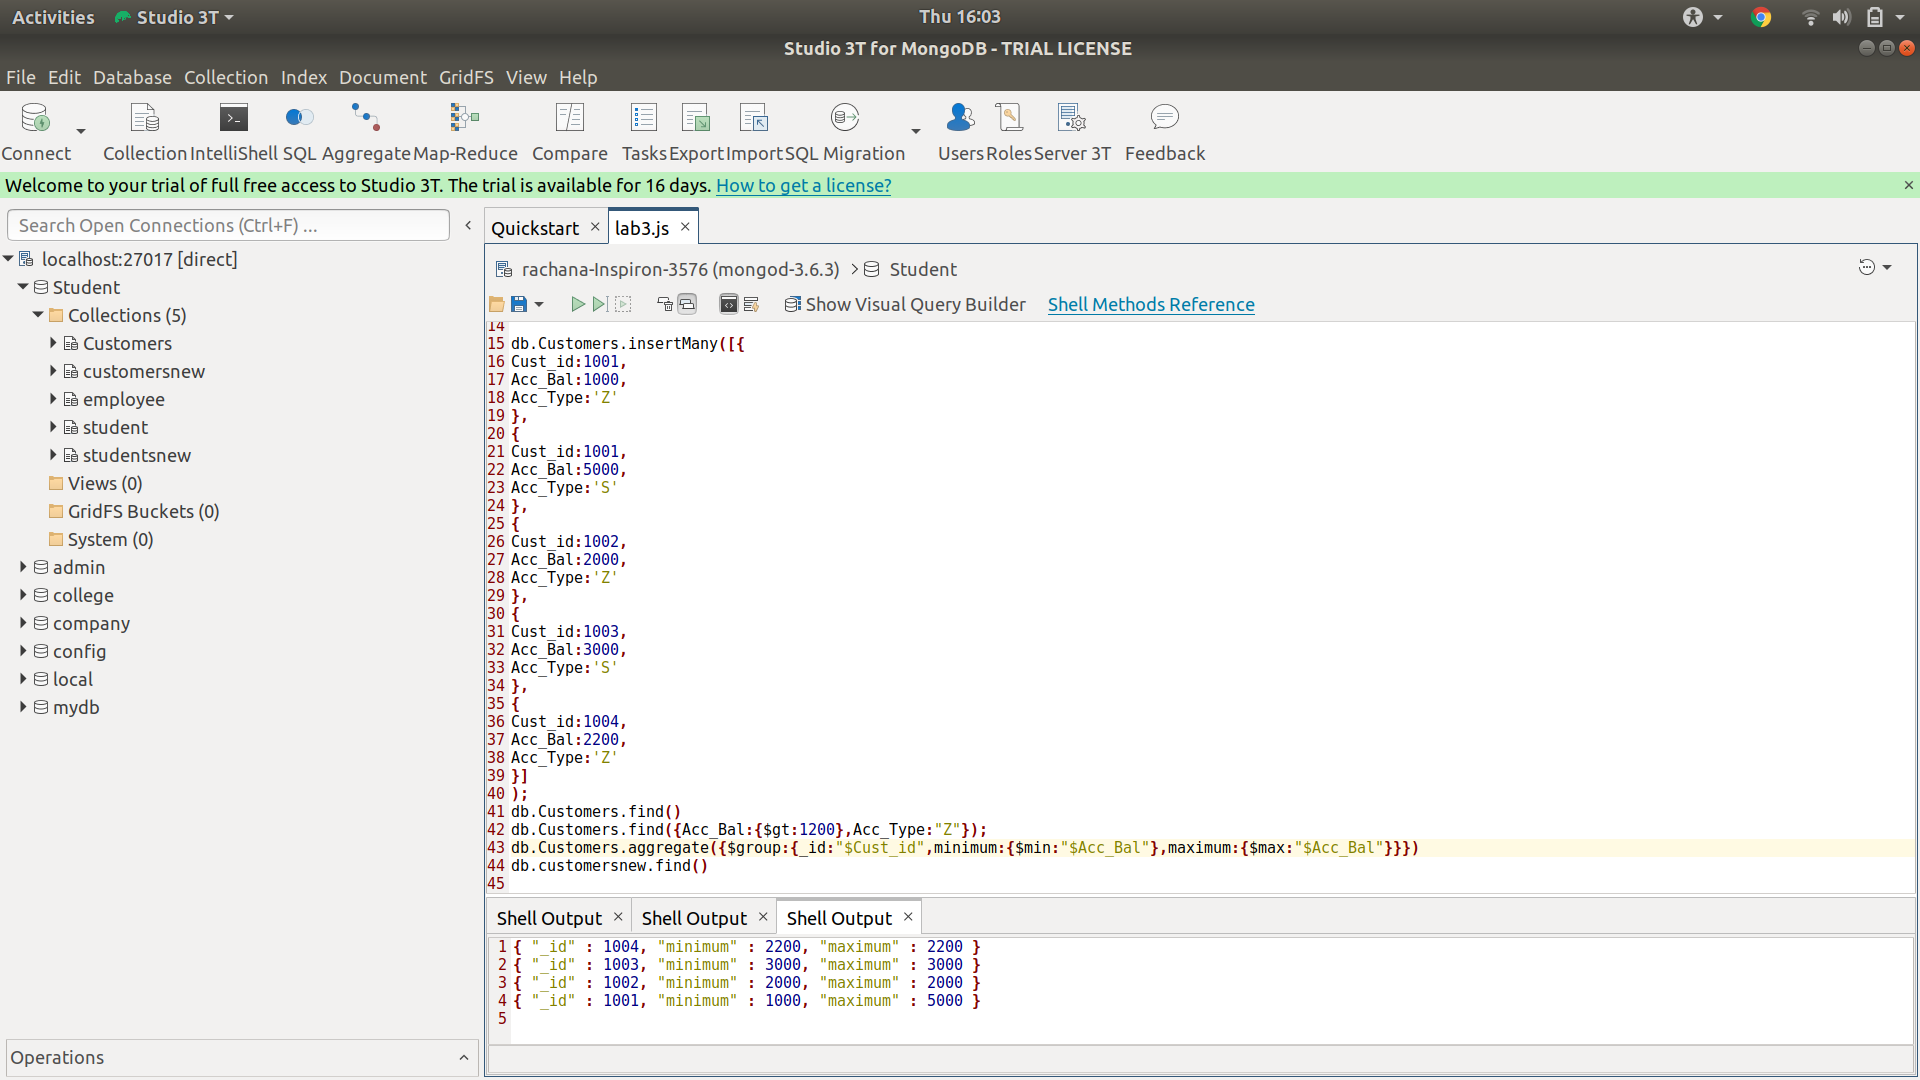 Activities Studio 3T Thu 16:03
Studio 3T for MongoDB - TRIAL LICENSE
File Edit Database Collection Index Document GridFS View Help
Connect Collection IntelliShell SQL Aggregate Map-Reduce Compare Tasks Export Import SQL Migration Users Roles Server 3T Feedback
Welcome to your trial of full free access to Studio 3T. The trial is available for 16 days. How to get a license?
Search Open Connections (Ctrl+F) ...
localhost:27017 [direct]
Student
Collections (5)
Customers
customersnew
employee
student
studentsnew
Views (0)
GridFS Buckets (0)
System (0)
admin
college
company
config
local
mydb
Operations
Quickstart lab3.js
rachana-Inspiron-3576 (mongod-3.6.3) Student
Show Visual Query Builder Shell Methods Reference
14
15 db.Customers.insertMany([{
16 Cust_id:1001,
17 Acc_Bal:1000,
18 Acc_Type:'Z'
19 },
20 {
21 Cust_id:1001,
22 Acc_Bal:5000,
23 Acc_Type:'S'
24 },
25 {
26 Cust_id:1002,
27 Acc_Bal:2000,
28 Acc_Type:'Z'
29 },
30 {
31 Cust_id:1003,
32 Acc_Bal:3000,
33 Acc_Type:'S'
34 },
35 {
36 Cust_id:1004,
37 Acc_Bal:2200,
38 Acc_Type:'Z'
39 }]
40 );
41 db.Customers.find()
42 db.Customers.find({Acc_Bal:{$gt:1200},Acc_Type:"Z"});
43 db.Customers.aggregate({$group:{_id:"$Cust_id",minimum:{$min:"$Acc_Bal"},maximum:{$max:"$Acc_Bal"}}})
44 db.customersnew.find()
45
Shell Output Shell Output Shell Output
1 { "_id" : 1004, "minimum" : 2200, "maximum" : 2200 }
2 { "_id" : 1003, "minimum" : 3000, "maximum" : 3000 }
3 { "_id" : 1002, "minimum" : 2000, "maximum" : 2000 }
4 { "_id" : 1001, "minimum" : 1000, "maximum" : 5000 }
5